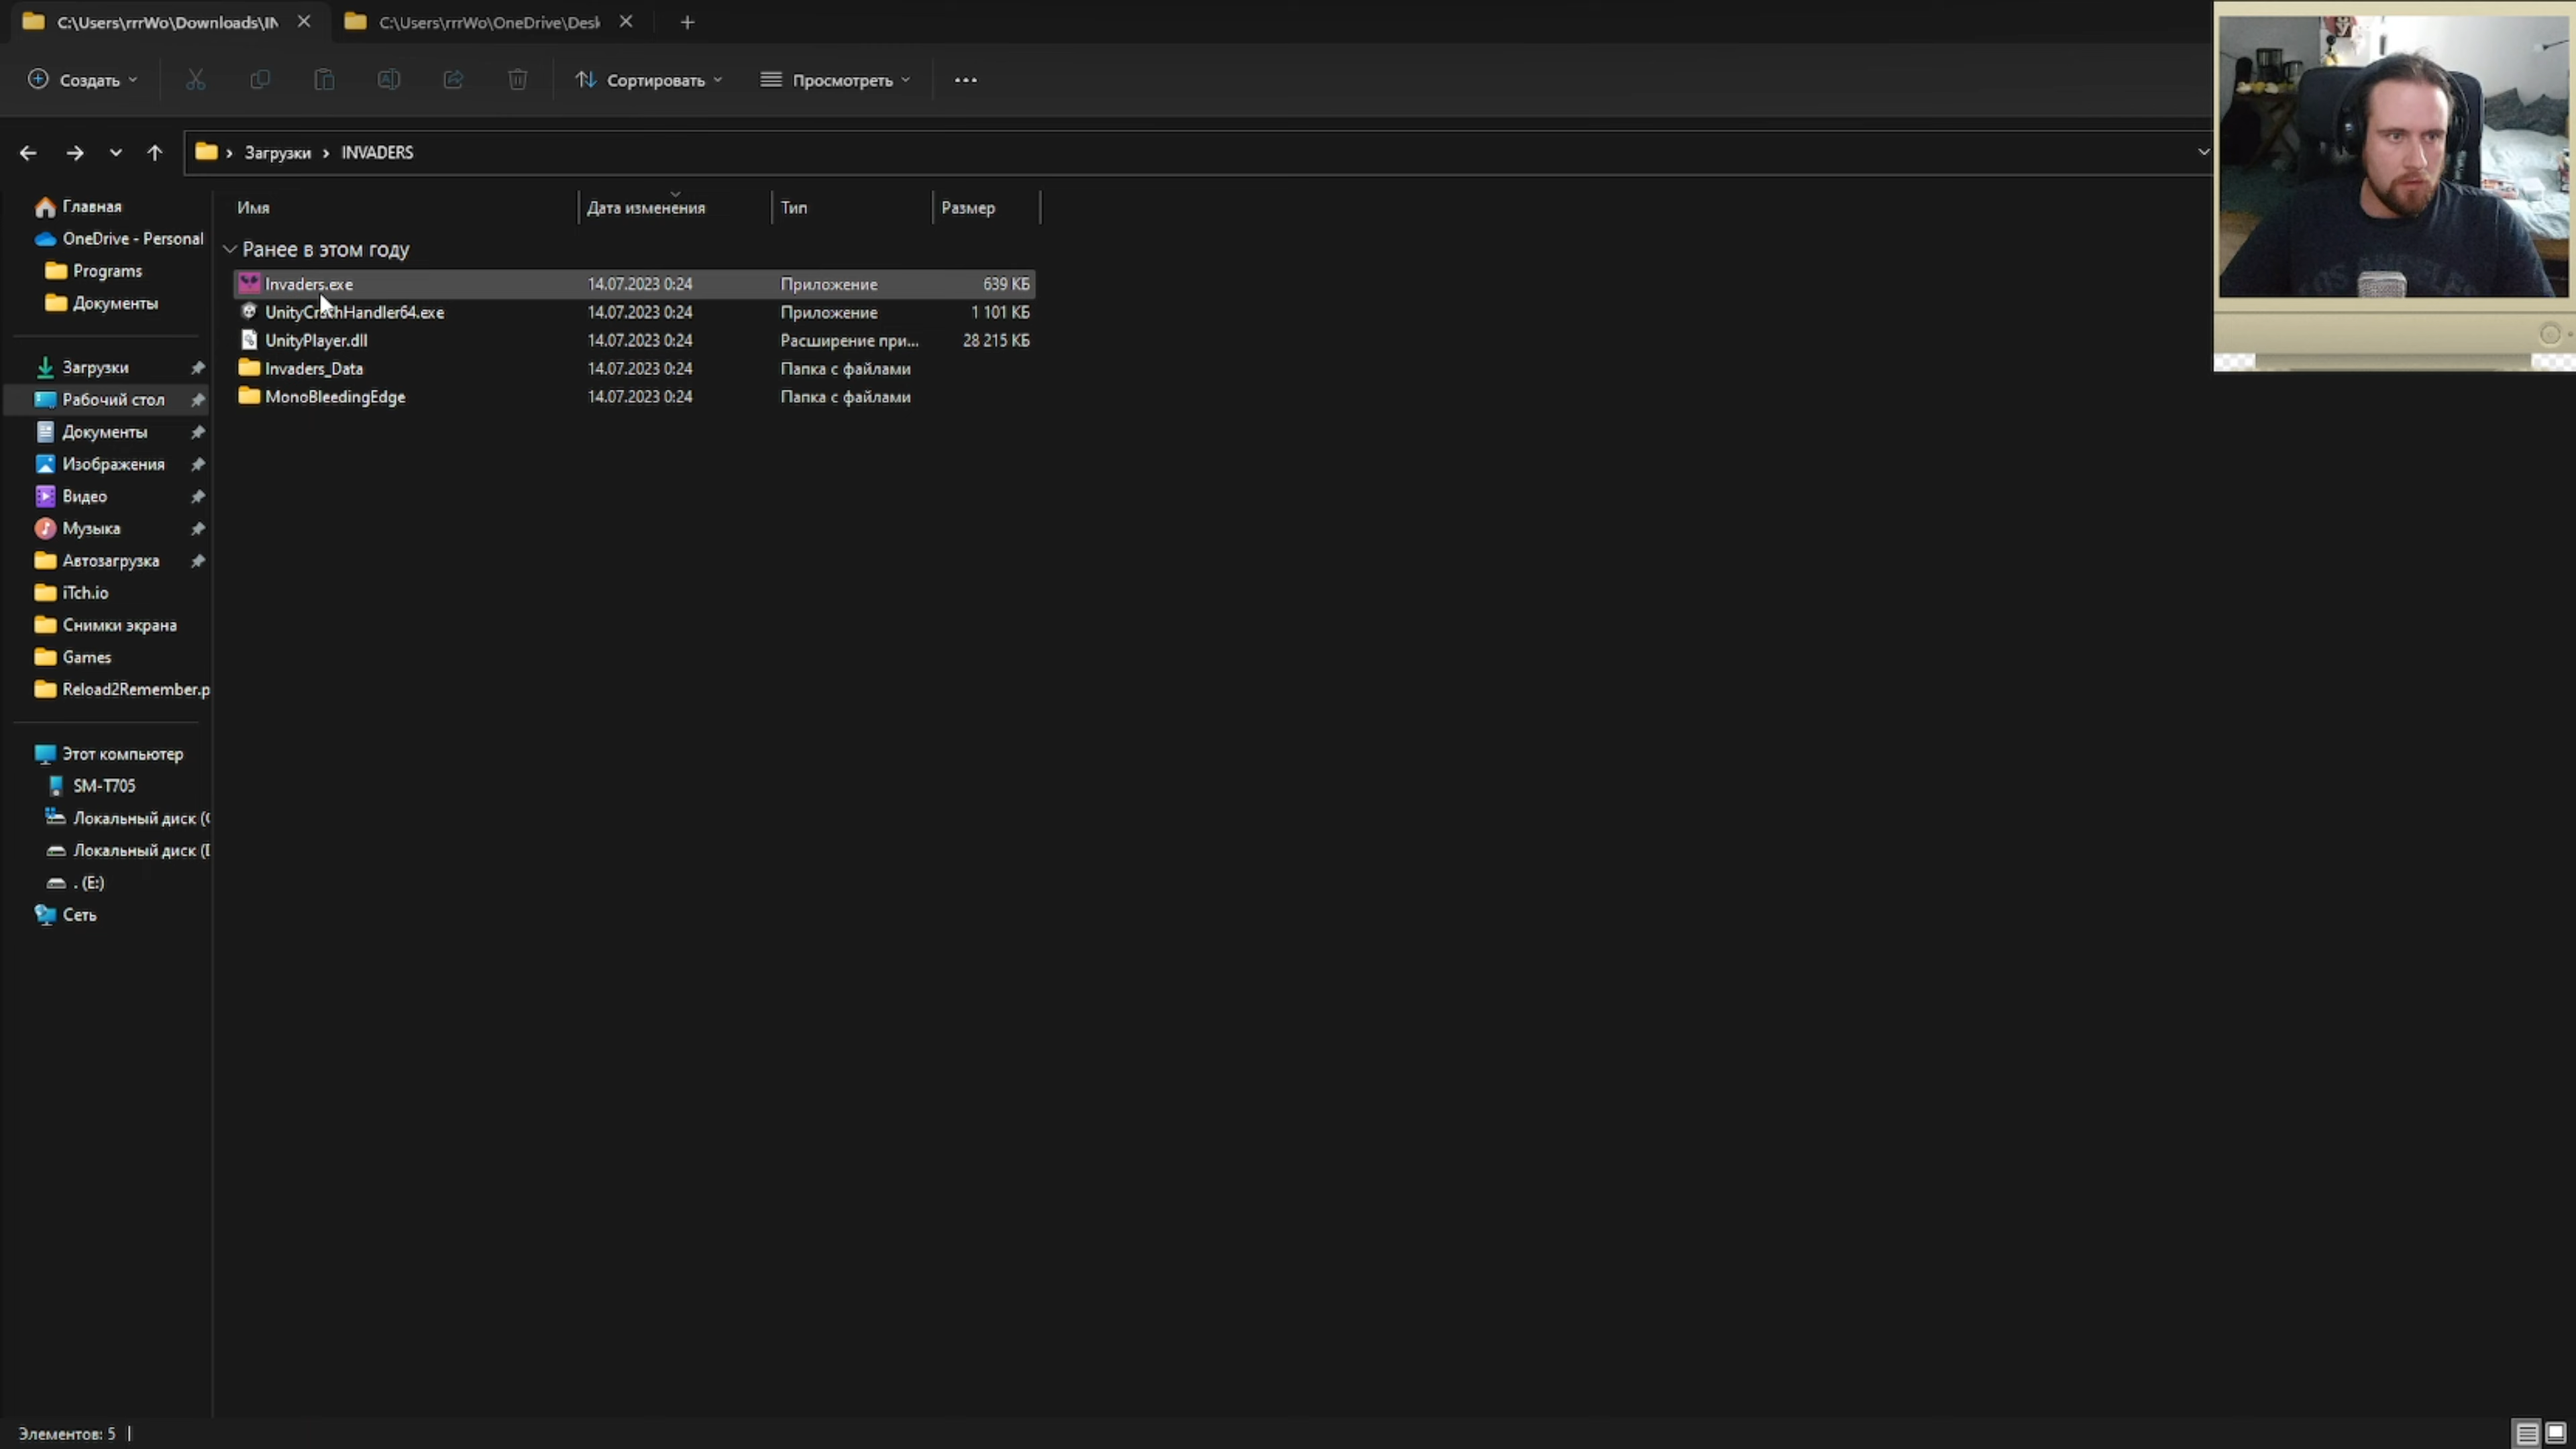 C:\Users\rrrWo\Downloads\IN
C:\Users\rrrWo\OneDrive\Desk
Создать
Сортировать
Просмотреть
Загрузки › INVADERS
Главная
OneDrive - Personal
Programs
Документы
Загрузки
Рабочий стол
Документы
Изображения
Видео
Музыка
Автозагрузка
iTch.io
Снимки экрана
Games
Reload2Remember.p
Этот компьютер
SM-T705
Локальный диск (
Локальный диск (
. (E:)
Сеть
Имя Дата изменения Тип Размер
Ранее в этом году
Invaders.exe 14.07.2023 0:24 Приложение 639 КБ
14.07.2023 0:24 Приложение 1 101 КБ
UnityPlayer.dll 14.07.2023 0:24 Расширение при... 28 215 КБ
Invaders_Data 14.07.2023 0:24 Папка с файлами
MonoBleedingEdge 14.07.2023 0:24 Папка с файлами
Элементов: 5